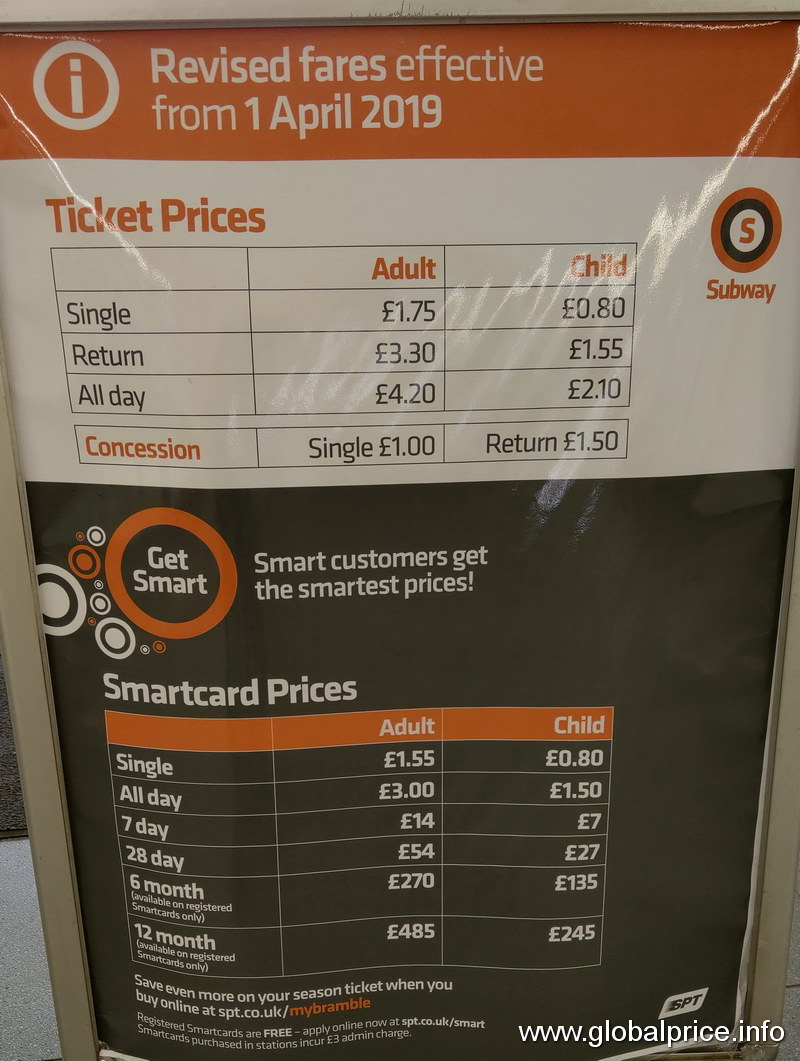 i
Revised fares effective
from 1 April 2019
Ticket Prices
S
Subway
Adult Child
Single £1.75 £0.80
Return £3.30 £1.55
All day £4.20 £2.10
Concession Single £1.00 Return £1.50
Get
Smart
Smart customers get
the smartest prices!
Smartcard Prices
Adult Child
Single £1.55 £0.80
All day £3.00 £1.50
7 day £14 £7
28 day £54 £27
6 month £270 £135
(available on registered
Smartcards only)
12 month £485 £245
(available on registered
Smartcards only)
Save even more on your season ticket when you
buy online at spt.co.uk/mybramble
Registered Smartcards are FREE – apply online now at spt.co.uk/smart
Smartcards purchased in stations incur £3 admin charge.
SPT
www.globalprice.info